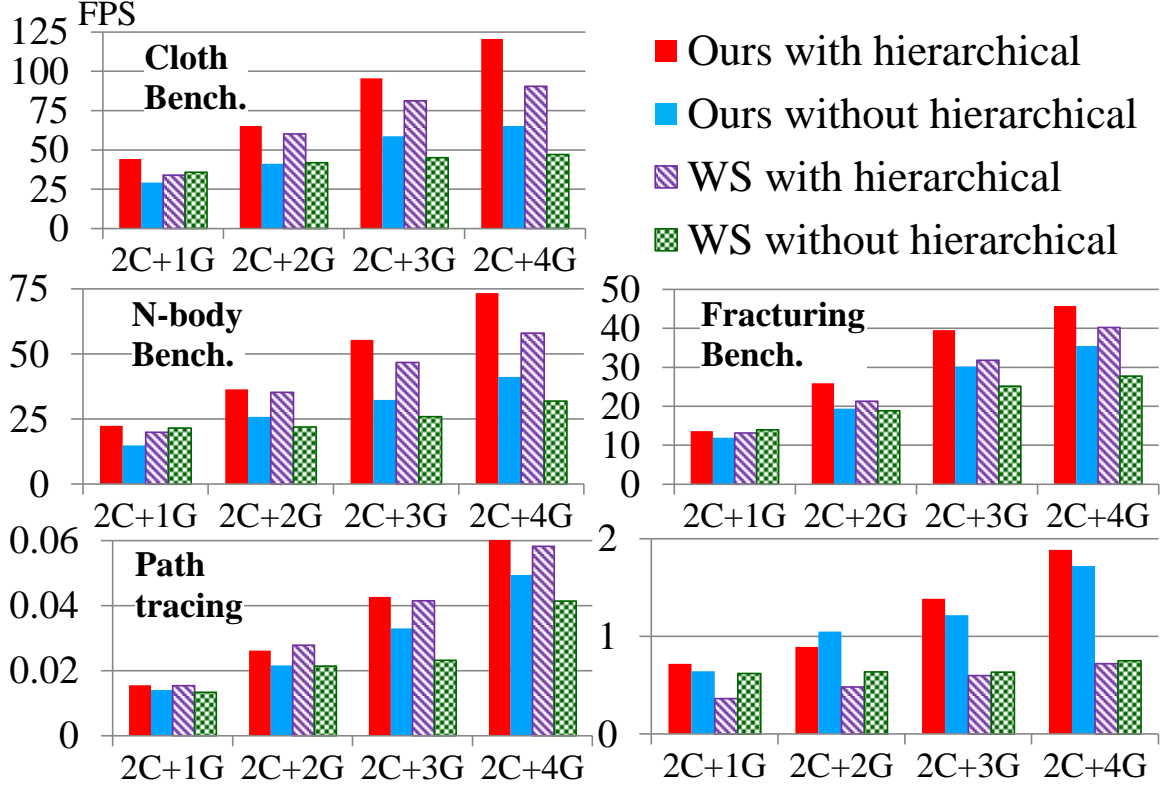 FPS
125
100
75
50
25
0
Cloth
Bench.
2C+1G 2C+2G 2C+3G 2C+4G
Ours with hierarchical
Ours without hierarchical
WS with hierarchical
WS without hierarchical
75
50
25
0
N-body
Bench.
2C+1G 2C+2G 2C+3G 2C+4G
50
40
30
20
10
0
Fracturing
Bench.
2C+1G 2C+2G 2C+3G 2C+4G
0.06
0.04
0.02
0
Path
tracing
2C+1G 2C+2G 2C+3G 2C+4G
2
1
0
2C+1G 2C+2G 2C+3G 2C+4G